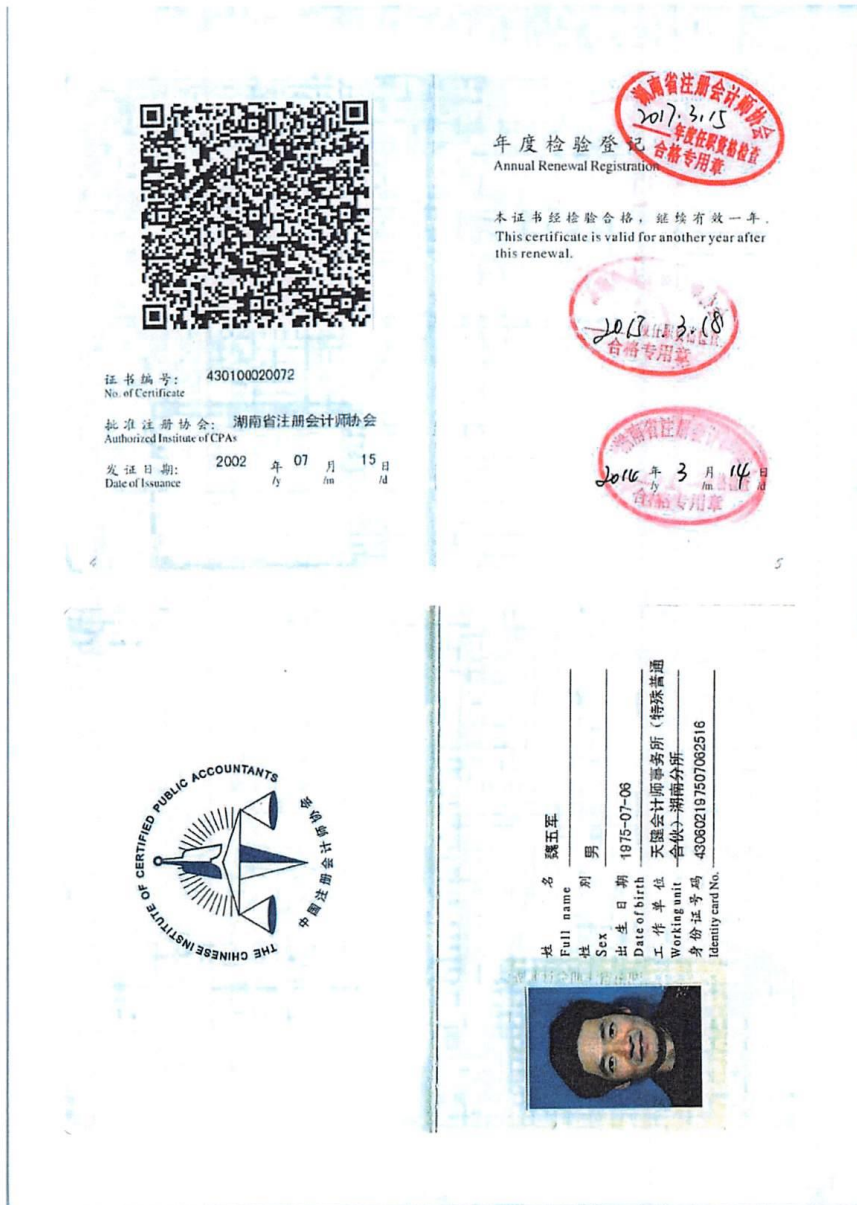 证书编号: 430100020072
No. of Certificate
批准注册协会: 湖南省注册会计师协会
Authorized Institute of CPAs
发证日期: 2002 年 07 月 15 日
Date of Issuance /y /m /d
4
湖南省注册会计师协会
2017.3.15
年度任职资格检查
合格专用章
年度检验登记
Annual Renewal Registration
本证书经检验合格，继续有效一年.
This certificate is valid for another year after
this renewal.
3.18
合格专用章
湖南省注册会计
年 3 月 14 日
/y /m /d
合格专用章
5
THE CHINESE INSTITUTE OF CERTIFIED PUBLIC ACCOUNTANTS
中国注册会计师协会
姓名 魏五军
Full name
性别 男
Sex
出生日期 1975-07-06
Date of birth
工作单位 天健会计师事务所（特殊普通
合伙）湖南分所
Working unit
身份证号码 430602197507062516
Identity card No.